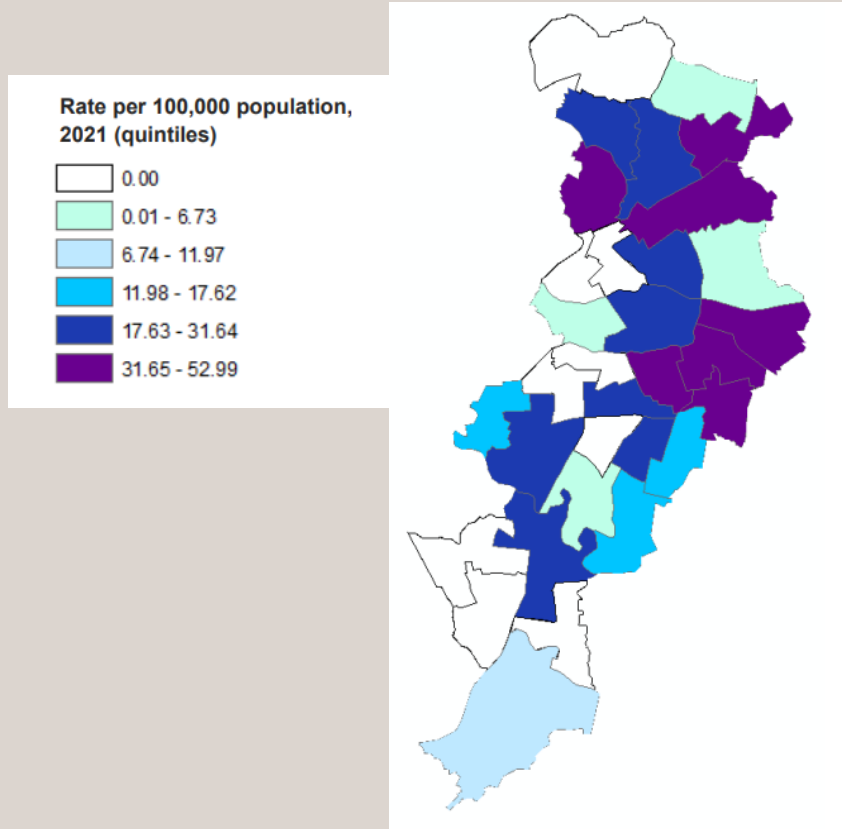 Rate per 100,000 population,
2021 (quintiles)
0.00
0.01 - 6.73
6.74 - 11.97
11.98 - 17.62
17.63 - 31.64
31.65 - 52.99